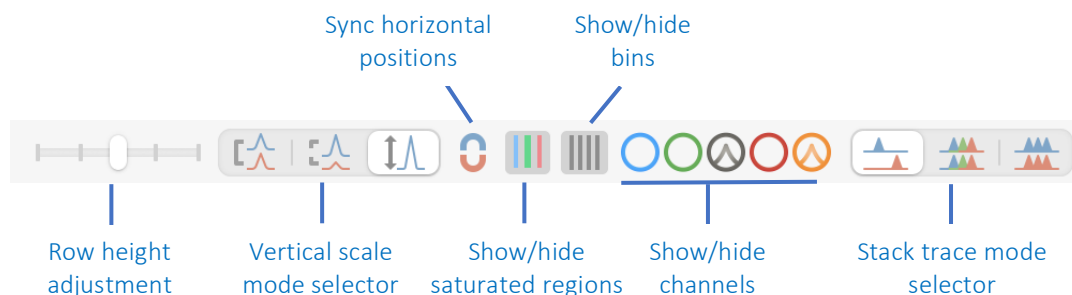 Sync horizontal
positions
Show/hide
bins
Row height
adjustment
Vertical scale
mode selector
Show/hide
saturated regions
Show/hide
channels
Stack trace mode
selector